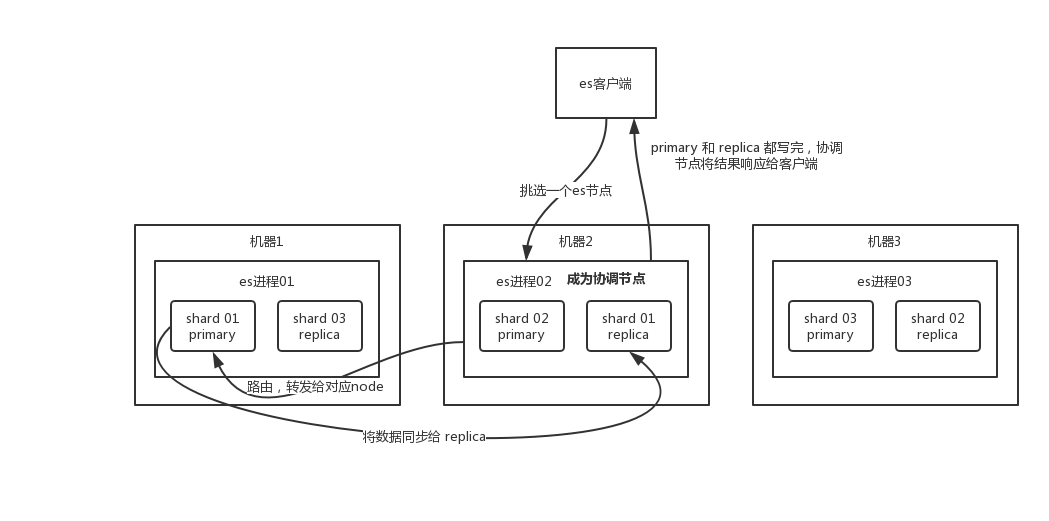 es客户端
primary 和 replica 都写完，协调
节点将结果响应给客户端
挑选一个es节点
机器1
es进程01
shard 01
primary
shard 03
replica
机器2
es进程02
成为协调节点
shard 02
primary
shard 01
replica
机器3
es进程03
shard 03
primary
shard 02
replica
路由，转发给对应node
将数据同步给 replica